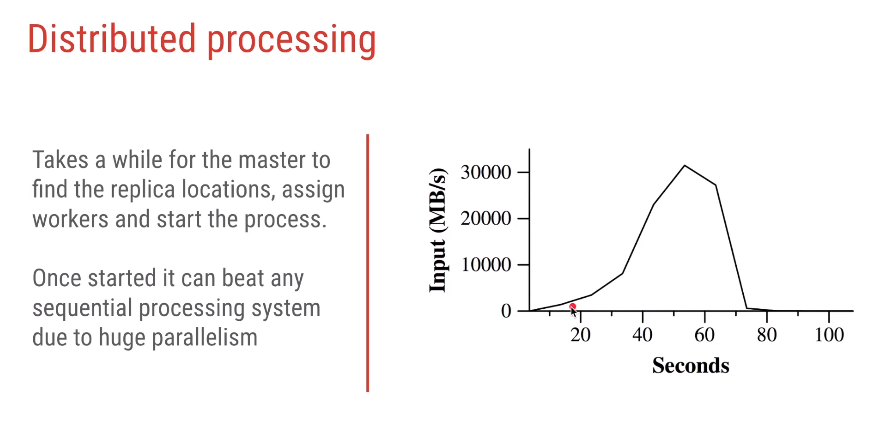 Distributed processing
Takes a while for the master to
find the replica locations, assign
workers and start the process.
Once started it can beat any
sequential processing system
due to huge parallelism
Input (MB/s)
30000
20000
10000
0
20 40 60 80 100
Seconds